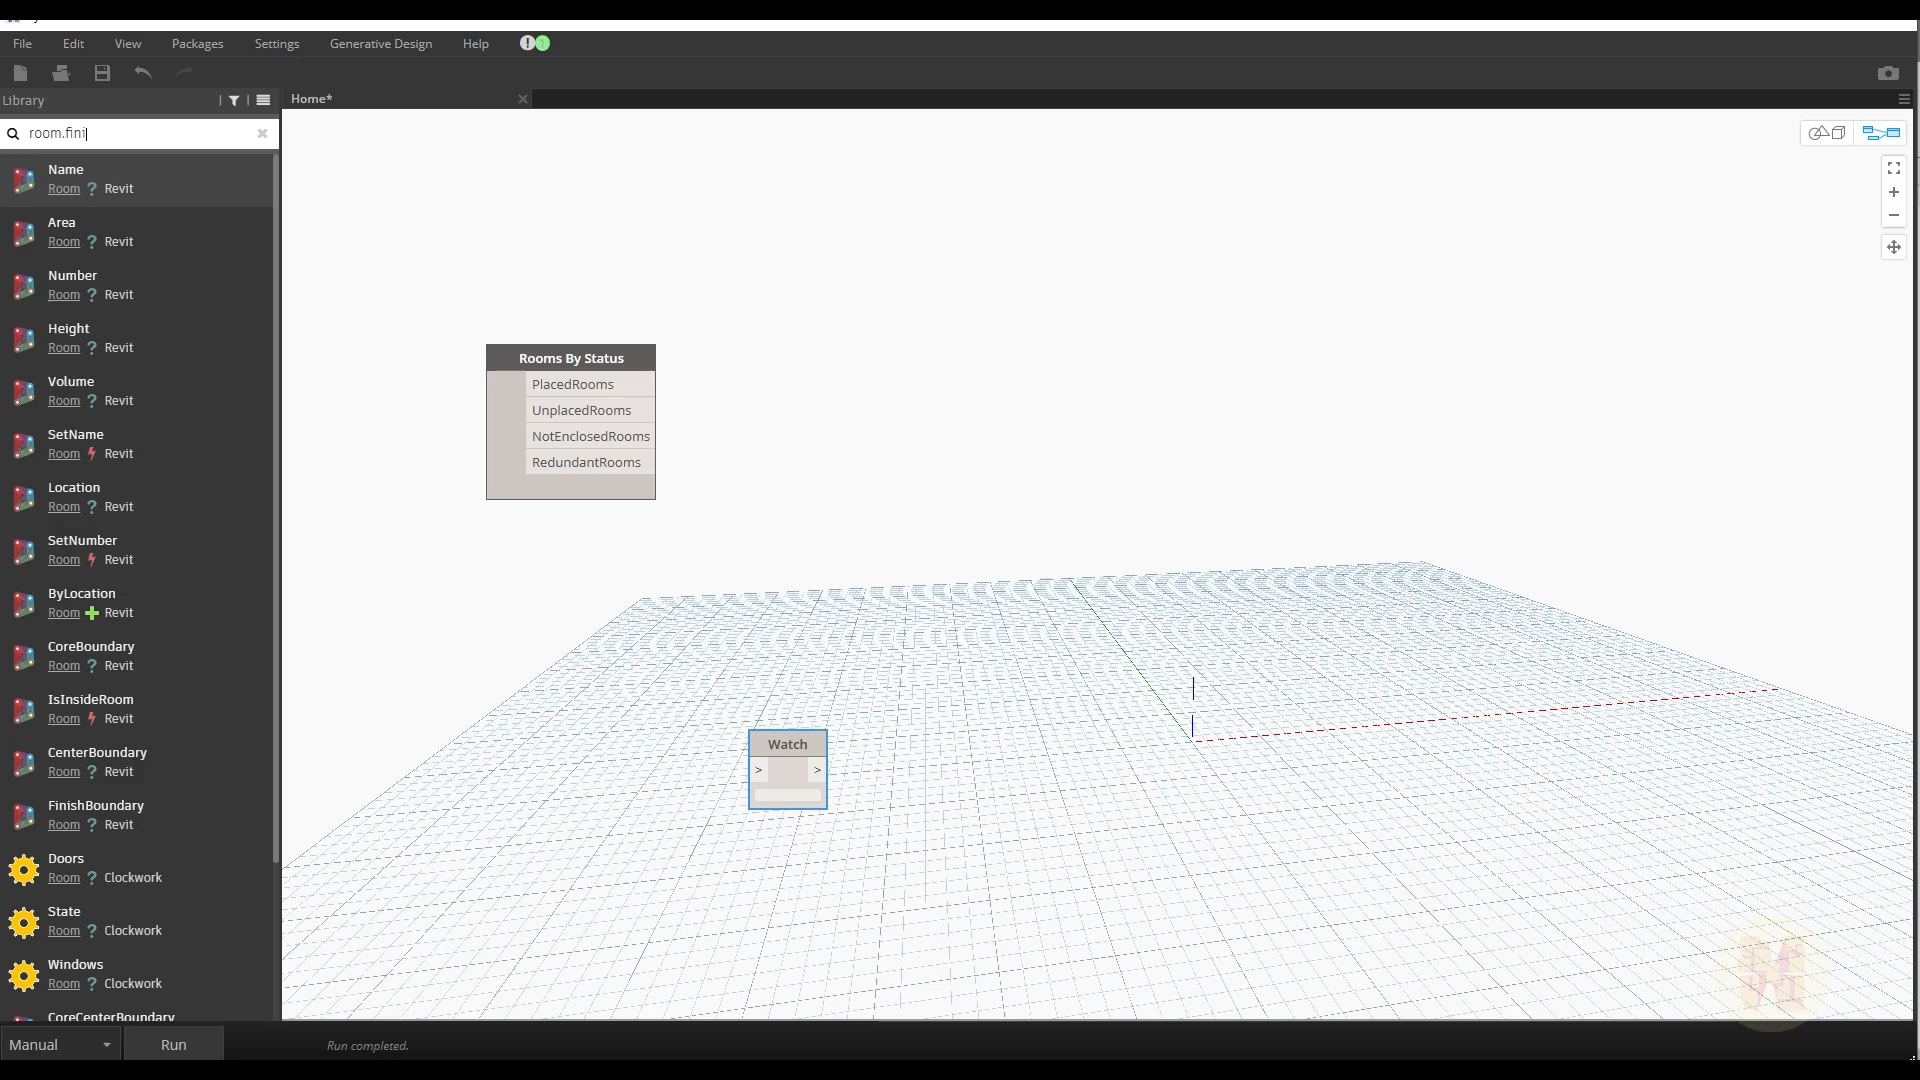 File Edit View Packages Settings Generative Design Help
Library
Home*
room.fini
Name
Room ? Revit
Area
Room ? Revit
Number
Room ? Revit
Height
Room ? Revit
Volume
Room ? Revit
SetName
Room Revit
Location
Room ? Revit
SetNumber
Room Revit
ByLocation
Room Revit
CoreBoundary
Room ? Revit
IsInsideRoom
Room Revit
CenterBoundary
Room ? Revit
FinishBoundary
Room ? Revit
Doors
Room ? Clockwork
State
Room ? Clockwork
Windows
Room ? Clockwork
CoreCenterBoundary
Rooms By Status
PlacedRooms
UnplacedRooms
NotEnclosedRooms
RedundantRooms
Watch
> >
Manual Run Run completed.